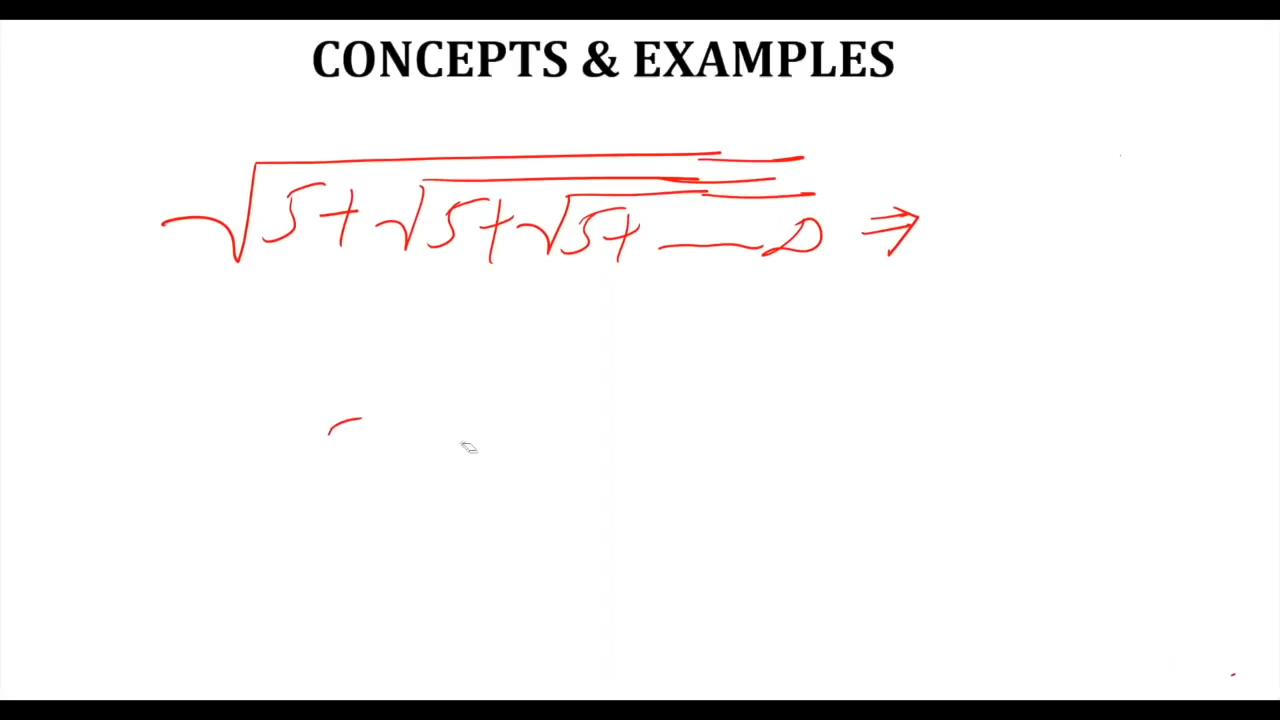 CONCEPTS & EXAMPLES
√5+√5+√5+ — ∞ ⇒